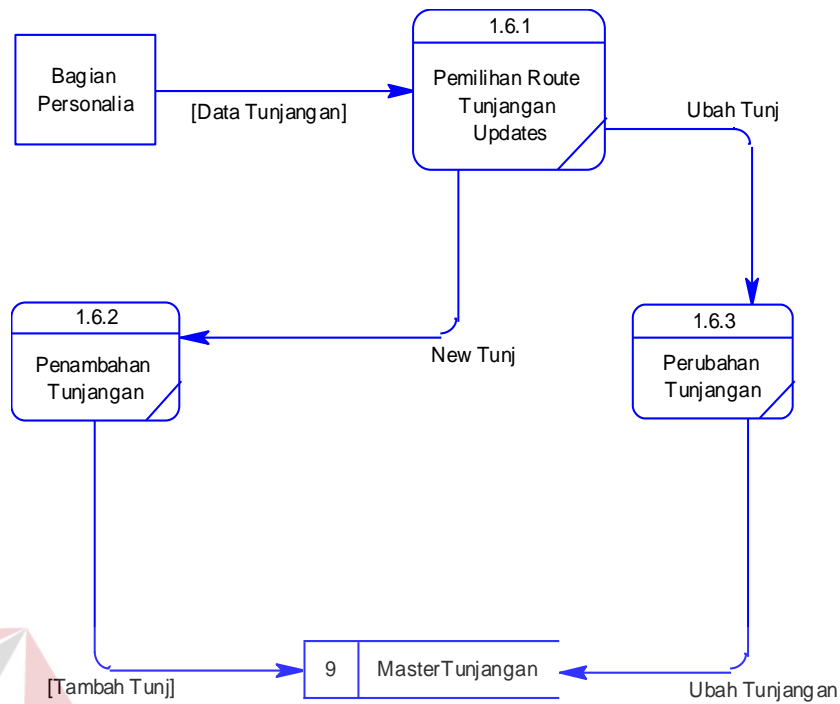 1.6.1
Bagian
Personalia
[Data Tunjangan]
Pemilihan Route
Tunjangan
Updates
Ubah Tunj
1.6.2
Penambahan
Tunjangan
New Tunj
1.6.3
Perubahan
Tunjangan
[Tambah Tunj]
9 MasterTunjangan
Ubah Tunjangan